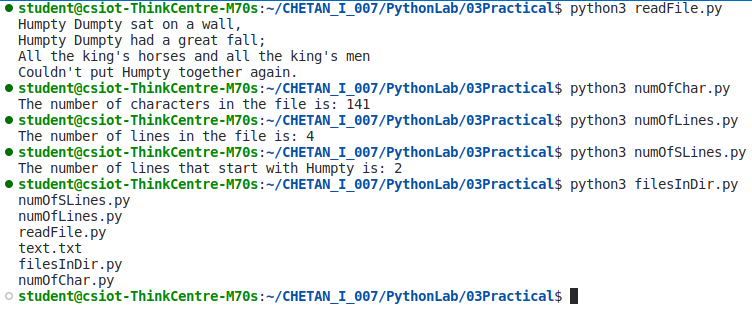 student@csiot-ThinkCentre-M70s:~/CHETAN_I_007/PythonLab/03Practical$ python3 readFile.py
Humpty Dumpty sat on a wall,
Humpty Dumpty had a great fall;
All the king's horses and all the king's men
Couldn't put Humpty together again.
student@csiot-ThinkCentre-M70s:~/CHETAN_I_007/PythonLab/03Practical$ python3 numOfChar.py
The number of characters in the file is: 141
student@csiot-ThinkCentre-M70s:~/CHETAN_I_007/PythonLab/03Practical$ python3 numOfLines.py
The number of lines in the file is: 4
student@csiot-ThinkCentre-M70s:~/CHETAN_I_007/PythonLab/03Practical$ python3 numOfSLines.py
The number of lines that start with Humpty is: 2
student@csiot-ThinkCentre-M70s:~/CHETAN_I_007/PythonLab/03Practical$ python3 filesInDir.py
numOfSLines.py
numOfLines.py
readFile.py
text.txt
filesInDir.py
numOfChar.py
student@csiot-ThinkCentre-M70s:~/CHETAN_I_007/PythonLab/03Practical$